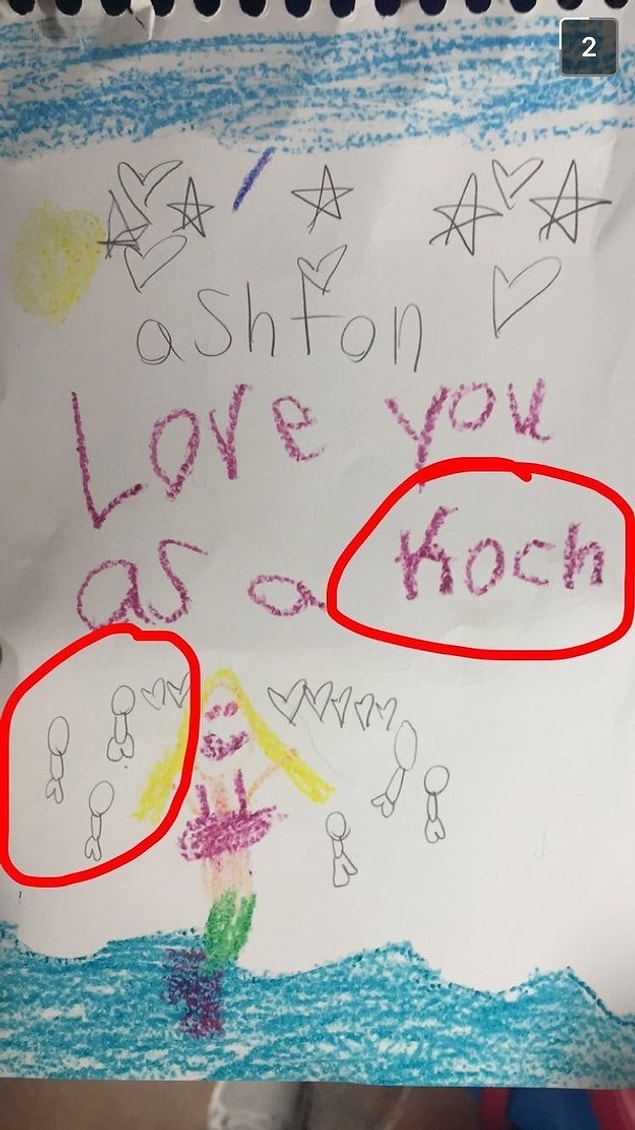 2
ashton
Love you
as a Koch